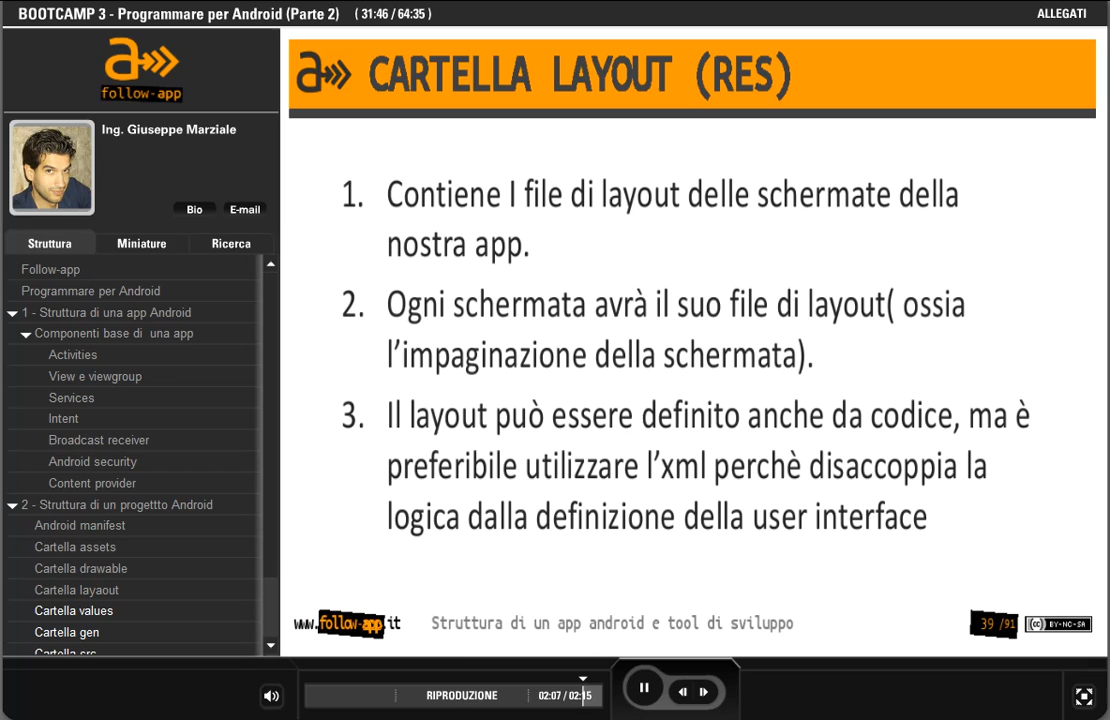 BOOTCAMP 3 - Programmare per Android (Parte 2) ( 31:46 / 64:35 )
ALLEGATI
a
follow-app
Ing. Giuseppe Marziale
Bio E-mail
Struttura Miniature Ricerca
Follow-app
Programmare per Android
1 - Struttura di una app Android
Componenti base di una app
Activities
View e viewgroup
Services
Intent
Broadcast receiver
Android security
Content provider
2 - Struttura di un progettto Android
Android manifest
Cartella assets
Cartella drawable
Cartella layaout
Cartella values
Cartella gen
Cartella src
a CARTELLA LAYOUT (RES)
1. Contiene I file di layout delle schermate della
nostra app.
2. Ogni schermata avrà il suo file di layout( ossia
l’impaginazione della schermata).
3. Il layout può essere definito anche da codice, ma è
preferibile utilizzare l’xml perchè disaccoppia la
logica dalla definizione della user interface
www.follow-app.it Struttura di un app android e tool di sviluppo 39 /91 (cc) BY-NC-SA
RIPRODUZIONE 02:07 / 02:15